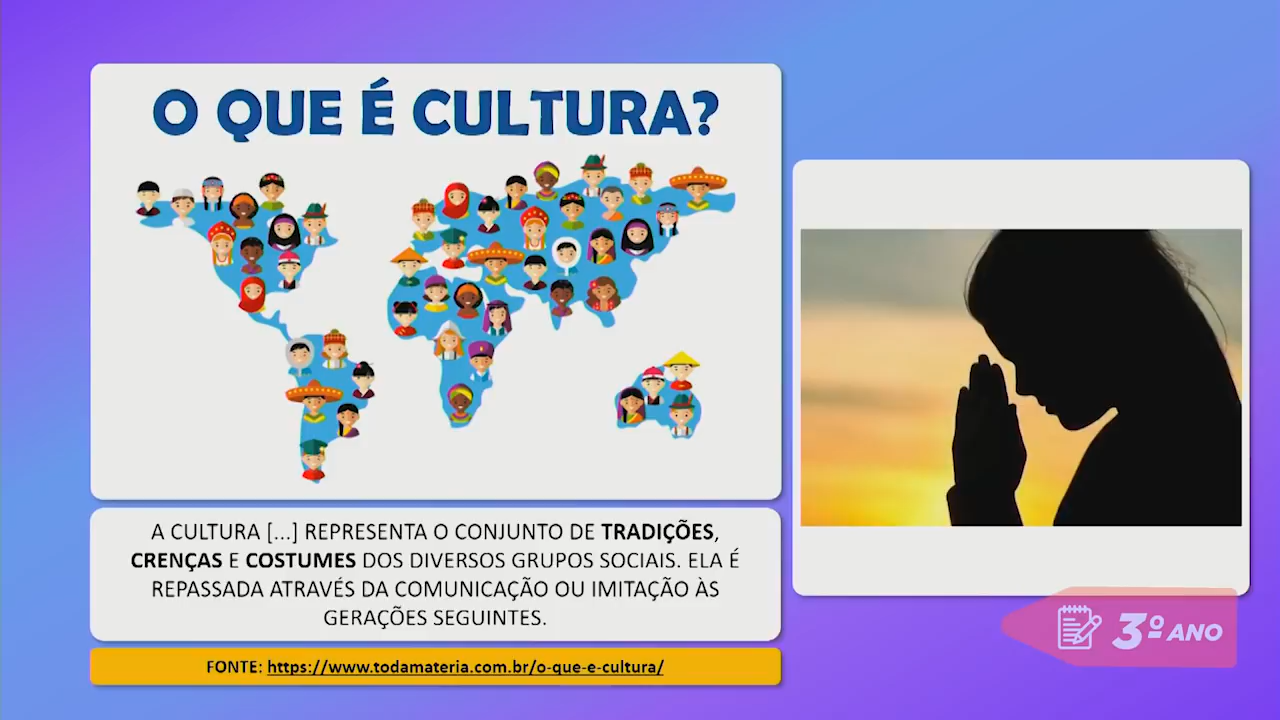 O QUE É CULTURA?
A CULTURA [...] REPRESENTA O CONJUNTO DE TRADIÇÕES,
CRENÇAS E COSTUMES DOS DIVERSOS GRUPOS SOCIAIS. ELA É
REPASSADA ATRAVÉS DA COMUNICAÇÃO OU IMITAÇÃO ÀS
GERAÇÕES SEGUINTES.
FONTE: https://www.todamateria.com.br/o-que-e-cultura/
3º ANO